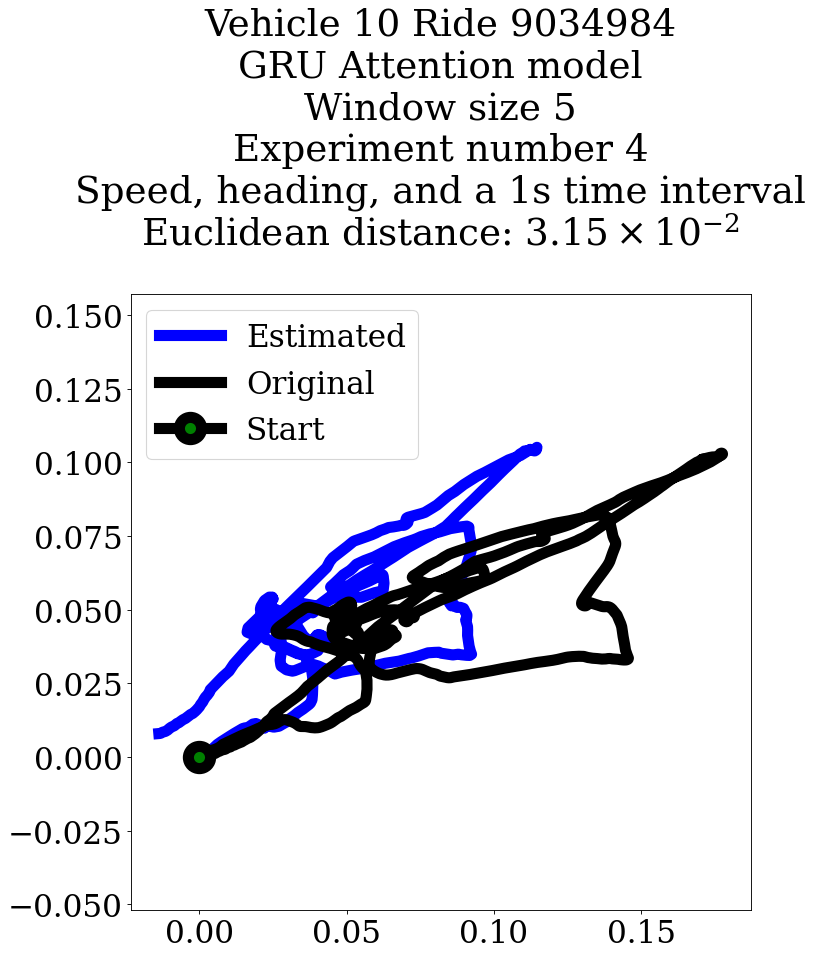 Vehicle 10 Ride 9034984
GRU Attention model
Window size 5
Experiment number 4
Speed, heading, and a 1s time interval
Euclidean distance: 3.15 × 10⁻²
Estimated
Original
Start
0.150
0.125
0.100
0.075
0.050
0.025
0.000
−0.025
−0.050
0.00 0.05 0.10 0.15